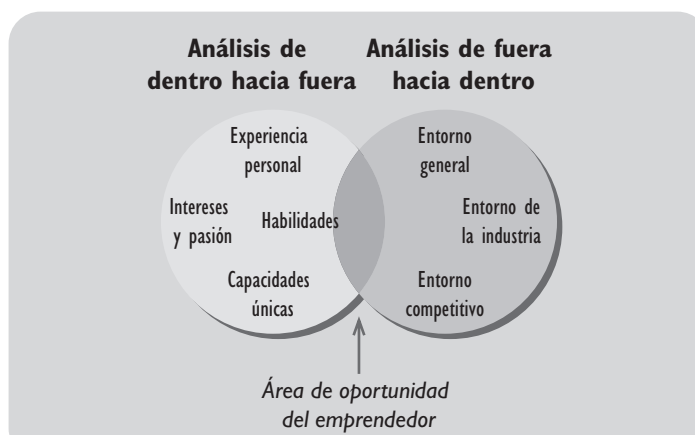 Análisis de
dentro hacia fuera
Análisis de fuera
hacia dentro
Experiencia
personal
Intereses
y pasión
Habilidades
Capacidades
únicas
Entorno
general
Entorno de
la industria
Entorno
competitivo
Área de oportunidad
del emprendedor